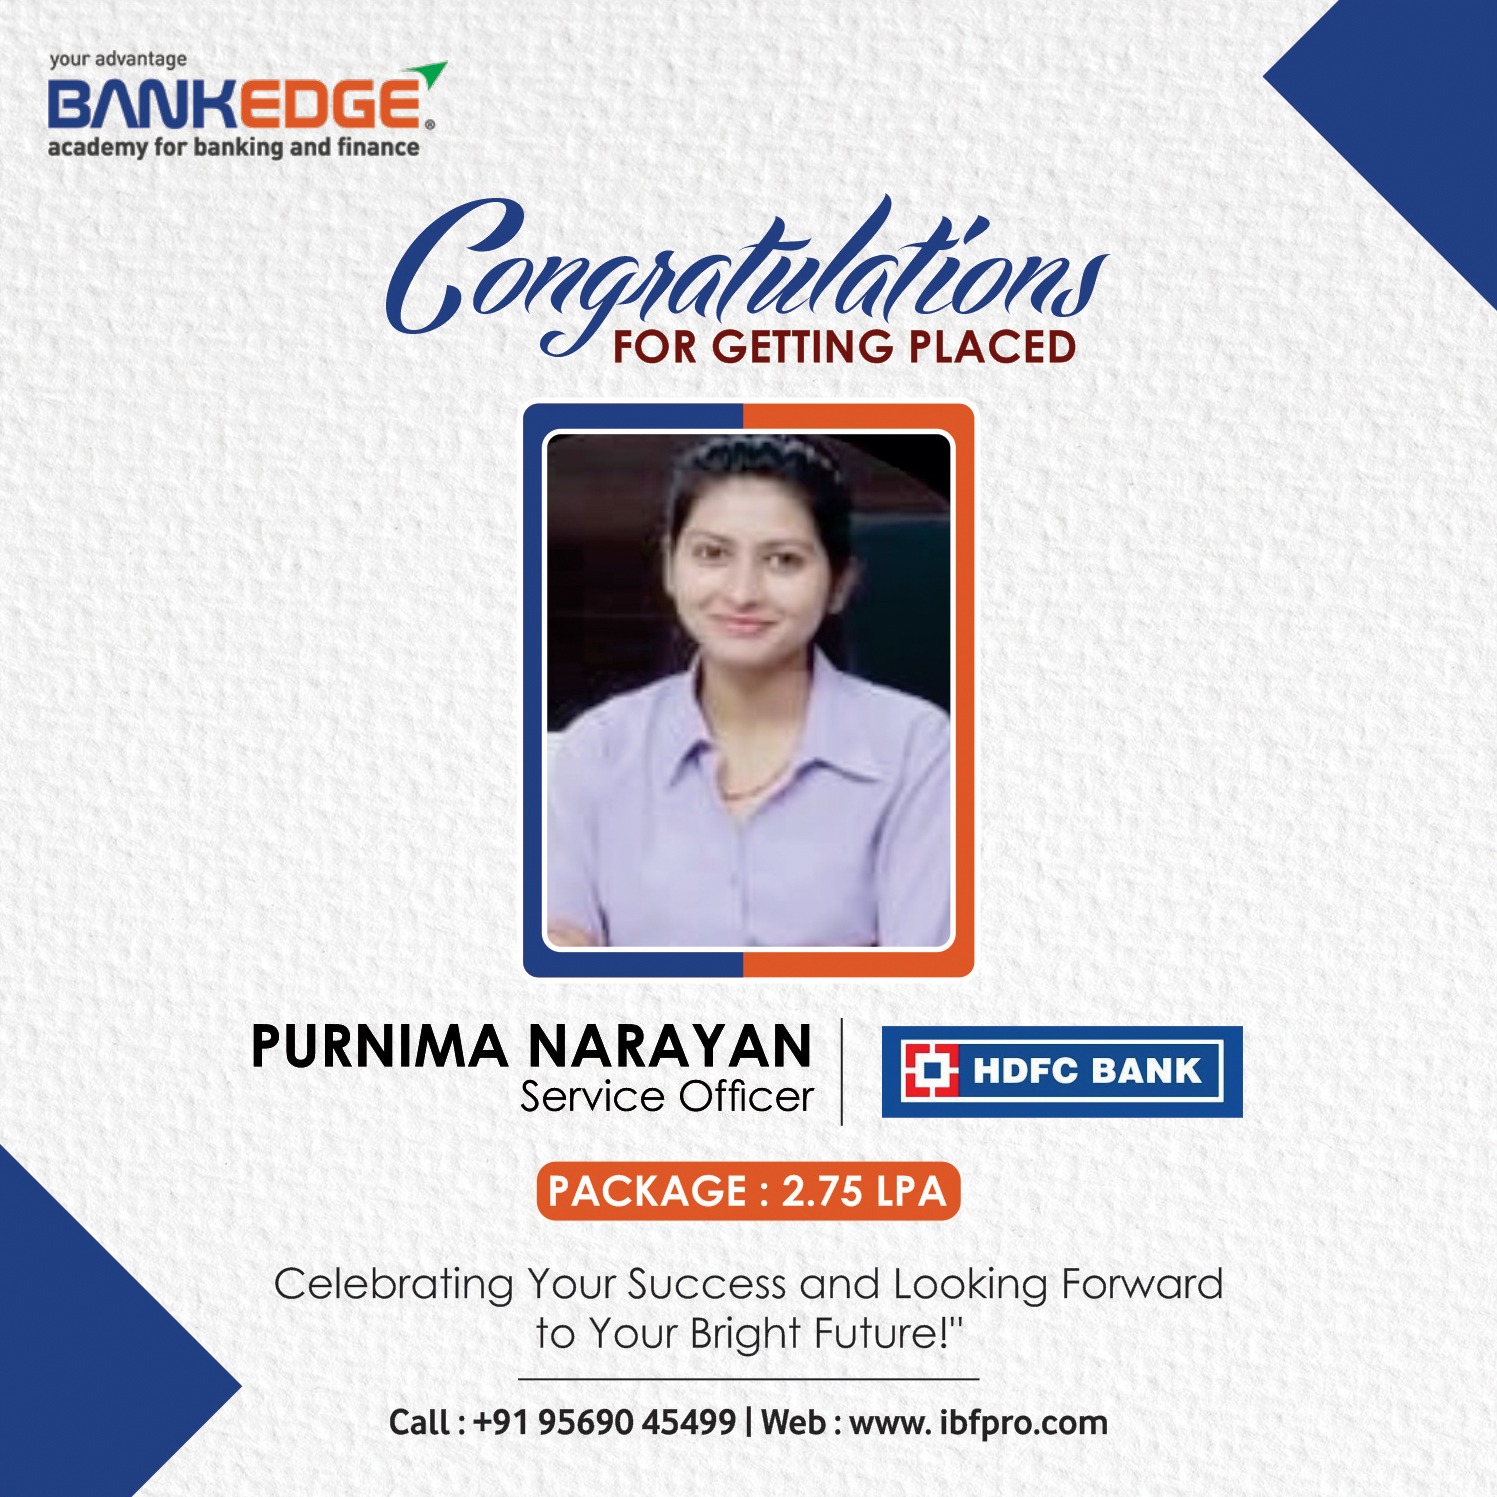 your advantage
BANKEDGE®
academy for banking and finance
Congratulations
FOR GETTING PLACED
PURNIMA NARAYAN
Service Officer
HDFC BANK
PACKAGE : 2.75 LPA
Celebrating Your Success and Looking Forward
to Your Bright Future!"
Call : +91 95690 45499 | Web : www. ibfpro.com